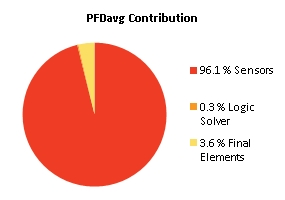 PFDavg Contribution
96.1 % Sensors
0.3 % Logic
Solver
3.6 % Final
Elements